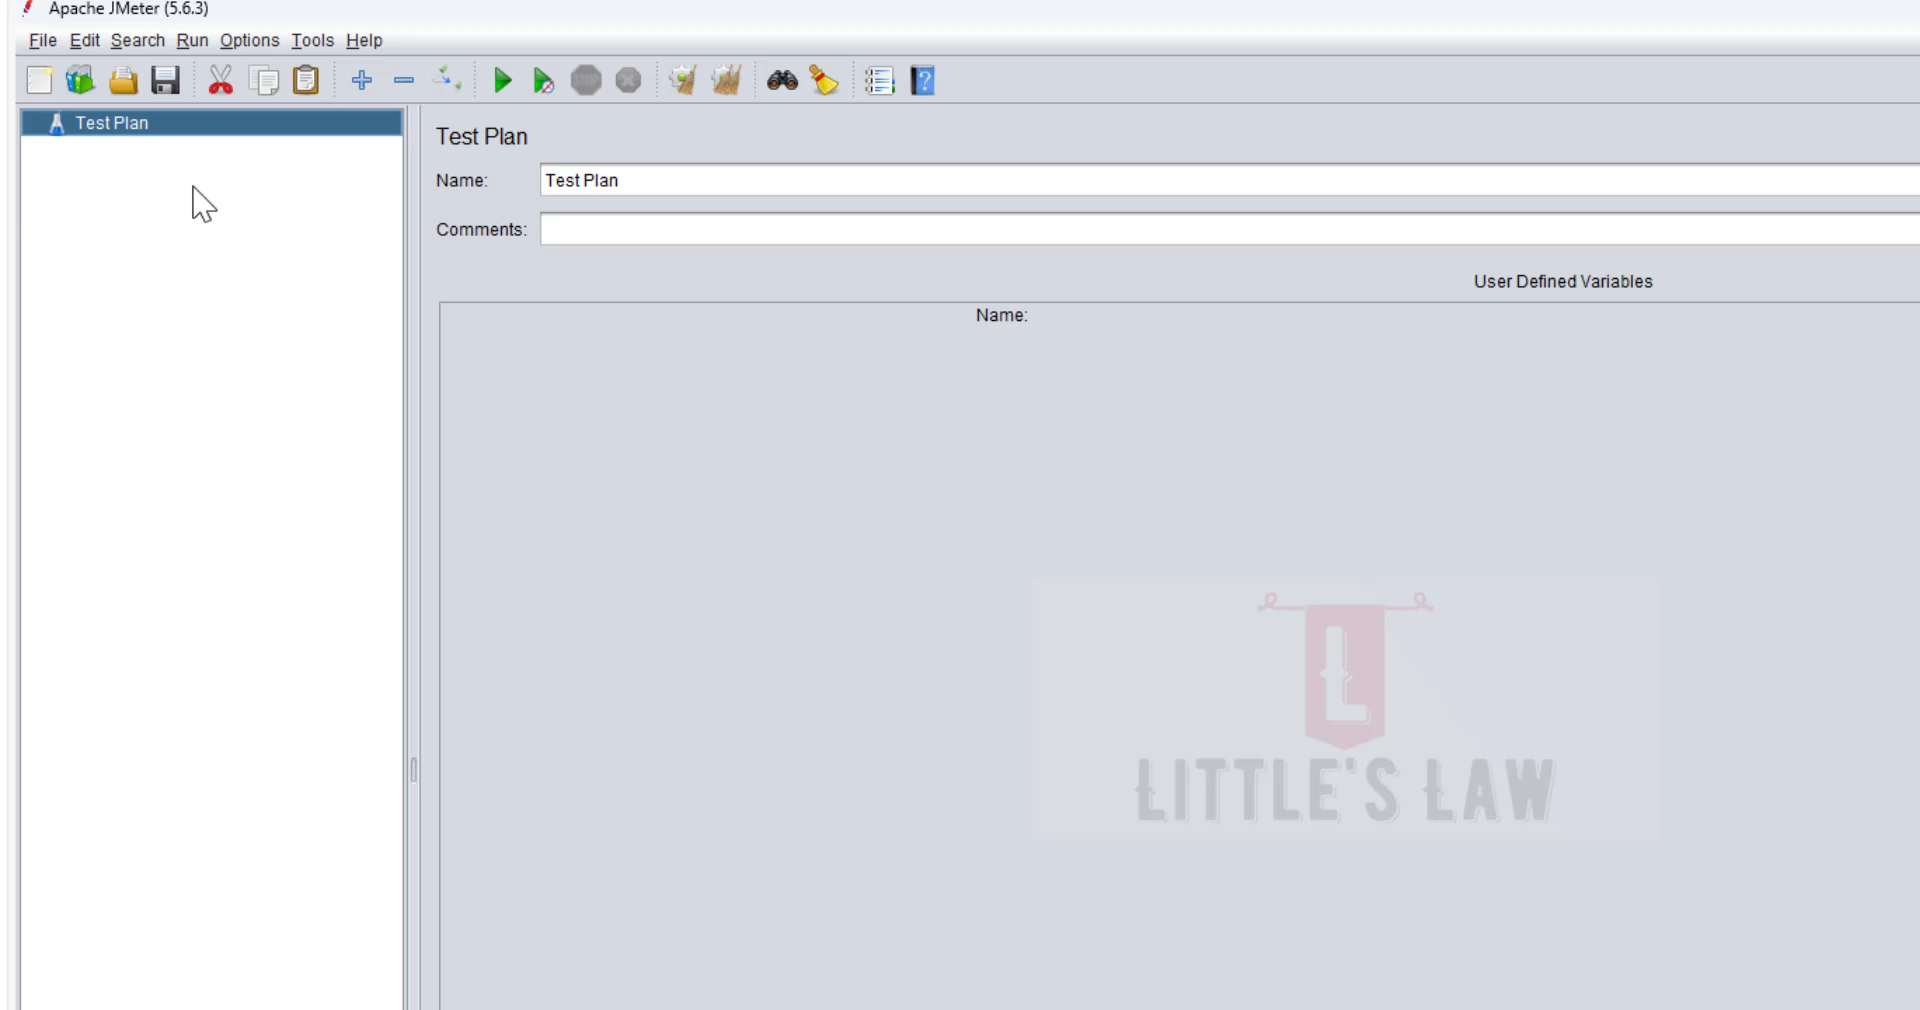 Apache JMeter (5.6.3)
File Edit Search Run Options Tools Help
STOP
Test Plan
Test Plan
Name: Test Plan
Comments:
User Defined Variables
Name:
L
LITTLE'S LAW